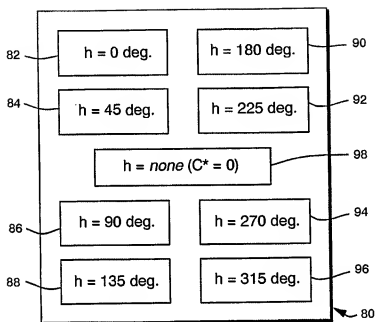 82 h = 0 deg. h = 180 deg. 90
84 h = 45 deg. h = 225 deg. 92
h = none (C* = 0) 98
86 h = 90 deg. h = 270 deg. 94
88 h = 135 deg. h = 315 deg. 96
80